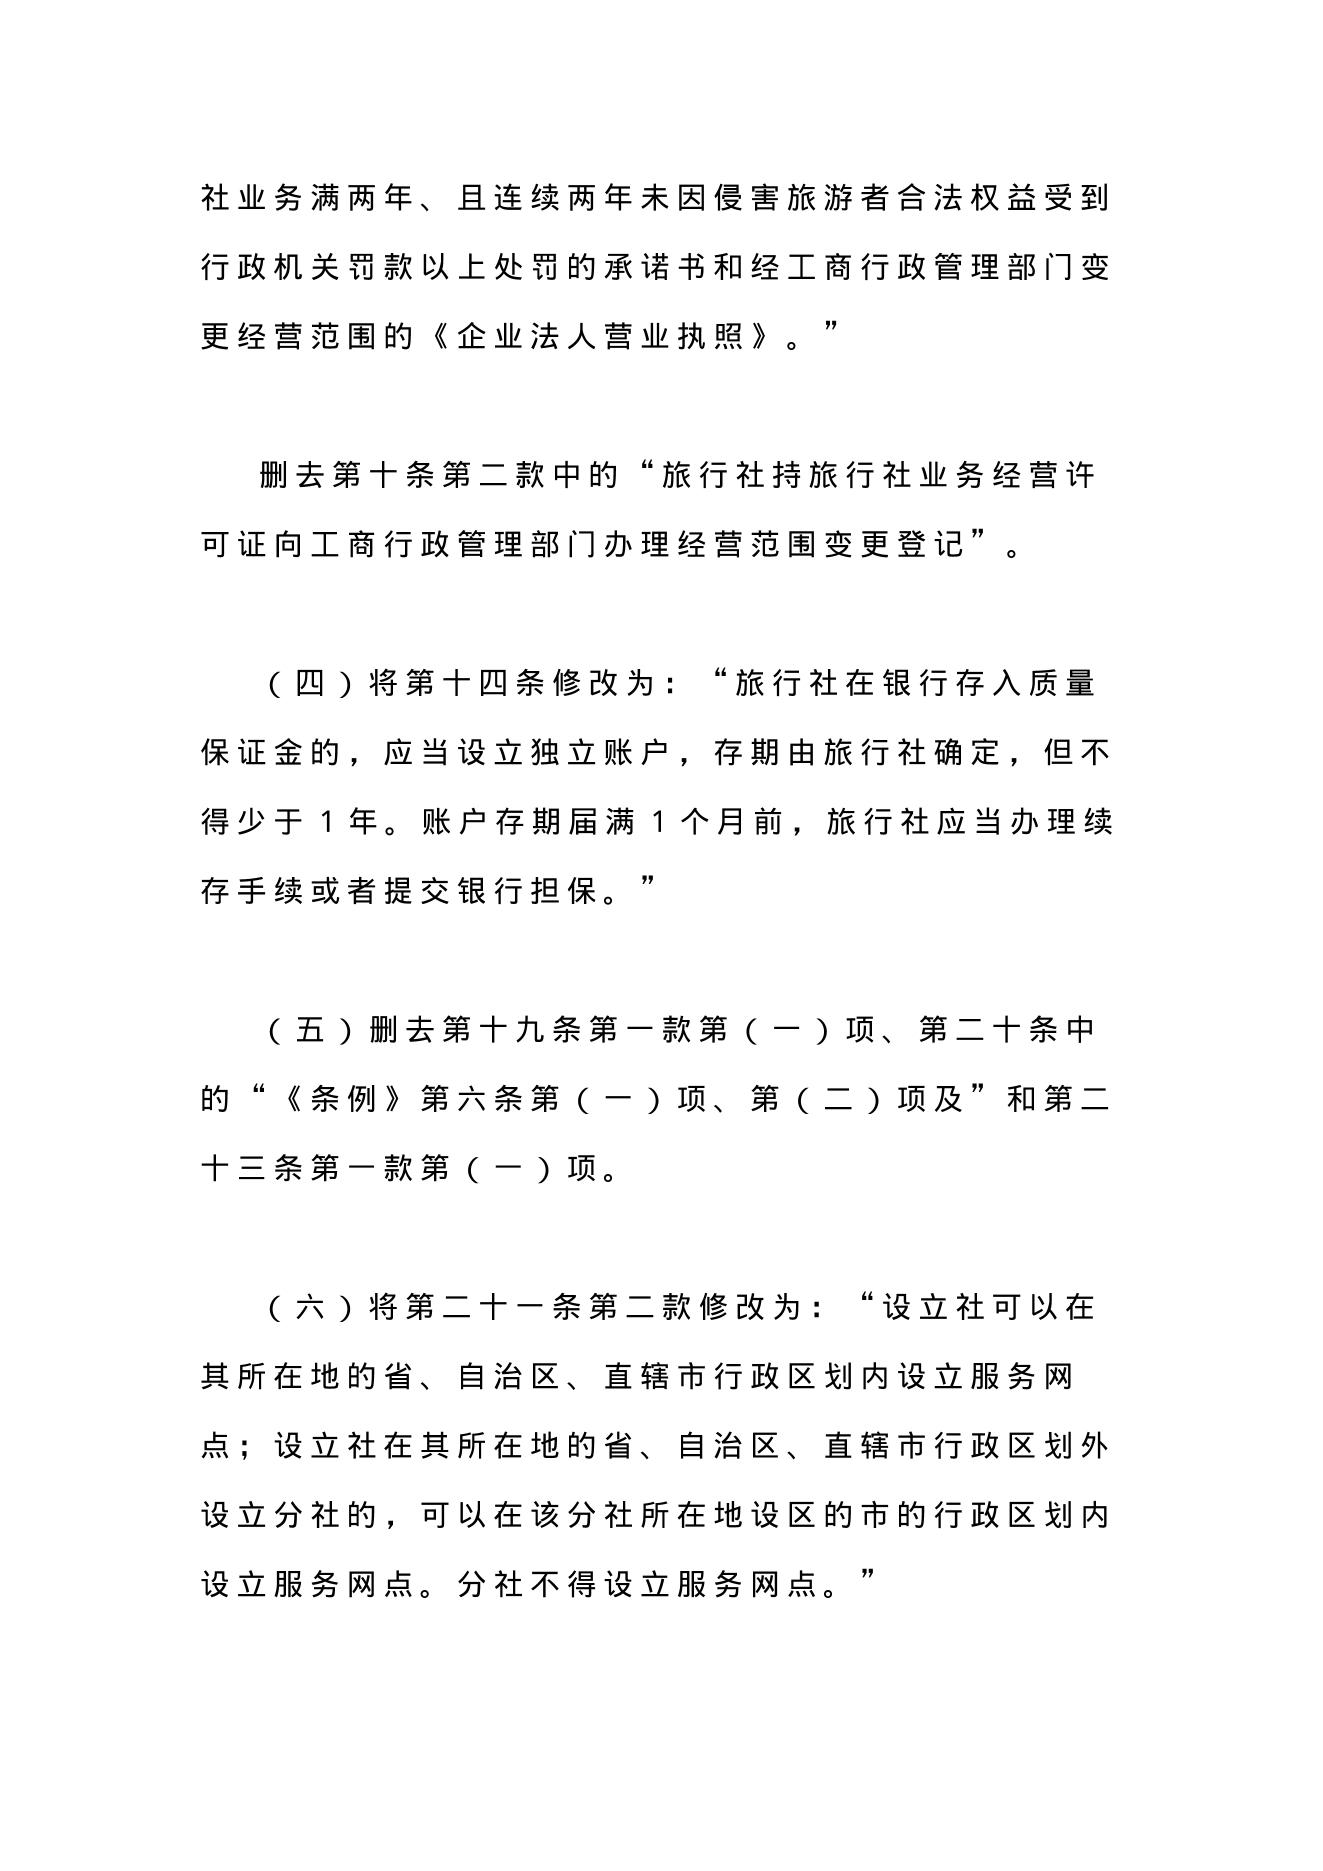 社业务满两年、且连续两年未因侵害旅游者合法权益受到
行政机关罚款以上处罚的承诺书和经工商行政管理部门变
更经营范围的《企业法人营业执照》。”
删去第十条第二款中的“旅行社持旅行社业务经营许
可证向工商行政管理部门办理经营范围变更登记”。
(四)将第十四条修改为：“旅行社在银行存入质量
保证金的，应当设立独立账户，存期由旅行社确定，但不
得少于1年。账户存期届满1个月前，旅行社应当办理续
存手续或者提交银行担保。”
(五)删去第十九条第一款第(一)项、第二十条中
的“《条例》第六条第(一)项、第(二)项及”和第二
十三条第一款第(一)项。
(六)将第二十一条第二款修改为：“设立社可以在
其所在地的省、自治区、直辖市行政区划内设立服务网
点；设立社在其所在地的省、自治区、直辖市行政区划外
设立分社的，可以在该分社所在地设区的市的行政区划内
设立服务网点。分社不得设立服务网点。”